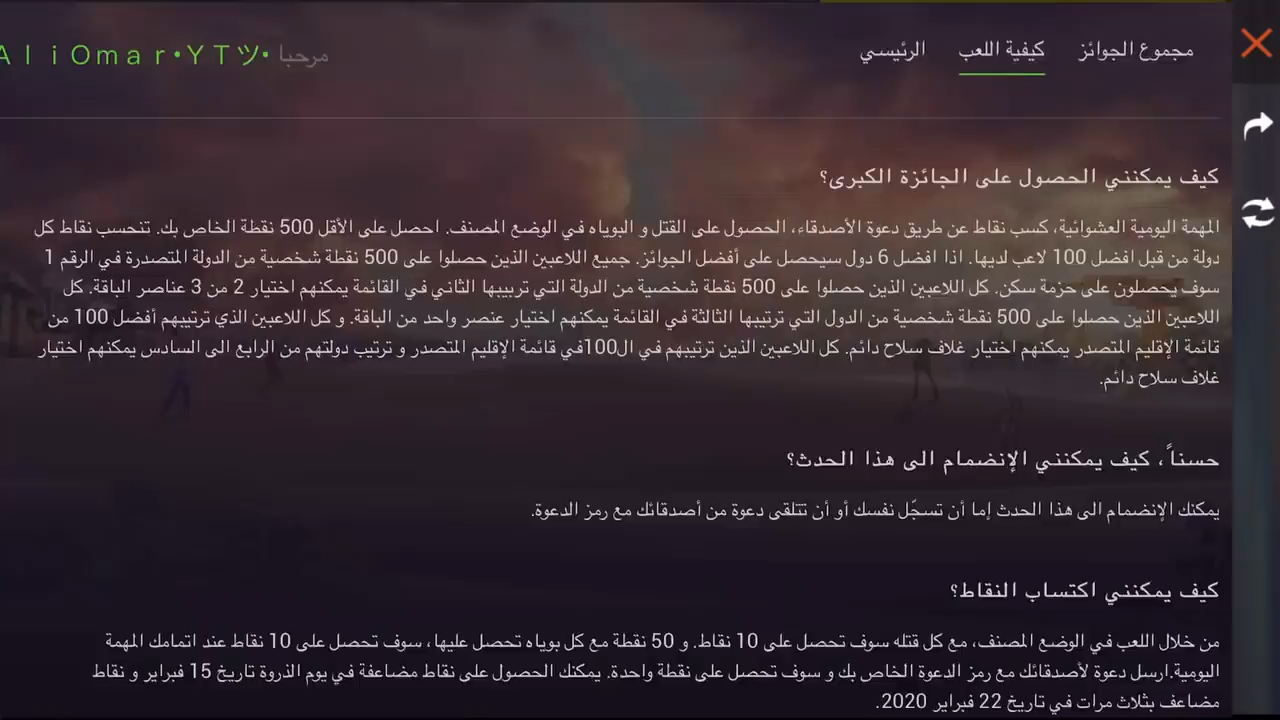 مجموع الجوائز
كيفية اللعب
الرئيسي
مرحبا AliOmar•YTツ•
كيف يمكنني الحصول على الجائزة الكبرى؟
المهمة اليومية العشوائية، كسب نقاط عن طريق دعوة الأصدقاء، الحصول على القتل و البوياه في الوضع المصنف. احصل على الأقل 500 نقطة الخاص بك. تنحسب نقاط كل
دولة من قبل افضل 100 لاعب لديها. اذا افضل 6 دول سيحصل على أفضل الجوائز. جميع اللاعبين الذين حصلوا على 500 نقطة شخصية من الدولة المتصدرة في الرقم 1
سوف يحصلون على حزمة سكن. كل اللاعبين الذين حصلوا على 500 نقطة شخصية من الدولة التي تربيبها الثاني في القائمة يمكنهم اختيار 2 من 3 عناصر الباقة. كل
اللاعبين الذين حصلوا على 500 نقطة شخصية من الدول التي ترتيبها الثالثة في القائمة يمكنهم اختيار عنصر واحد من الباقة. و كل اللاعبين الذي ترتيبهم أفضل 100 من
قائمة الإقليم المتصدر يمكنهم اختيار غلاف سلاح دائم. كل اللاعبين الذين ترتيبهم في ال100في قائمة الإقليم المتصدر و ترتيب دولتهم من الرابع الى السادس يمكنهم اختيار
غلاف سلاح دائم.
حسناً، كيف يمكنني الإنضمام الى هذا الحدث؟
يمكنك الإنضمام الى هذا الحدث إما أن تسجّل نفسك أو أن تتلقى دعوة من أصدقائك مع رمز الدعوة.
كيف يمكنني اكتساب النقاط؟
من خلال اللعب في الوضع المصنف، مع كل قتله سوف تحصل على 10 نقاط. و 50 نقطة مع كل بوياه تحصل عليها، سوف تحصل على 10 نقاط عند اتمامك المهمة
اليومية.ارسل دعوة لأصدقائك مع رمز الدعوة الخاص بك و سوف تحصل على نقطة واحدة. يمكنك الحصول على نقاط مضاعفة في يوم الذروة تاريخ 15 فبراير و نقاط
مضاعف بثلاث مرات في تاريخ 22 فبراير 2020.